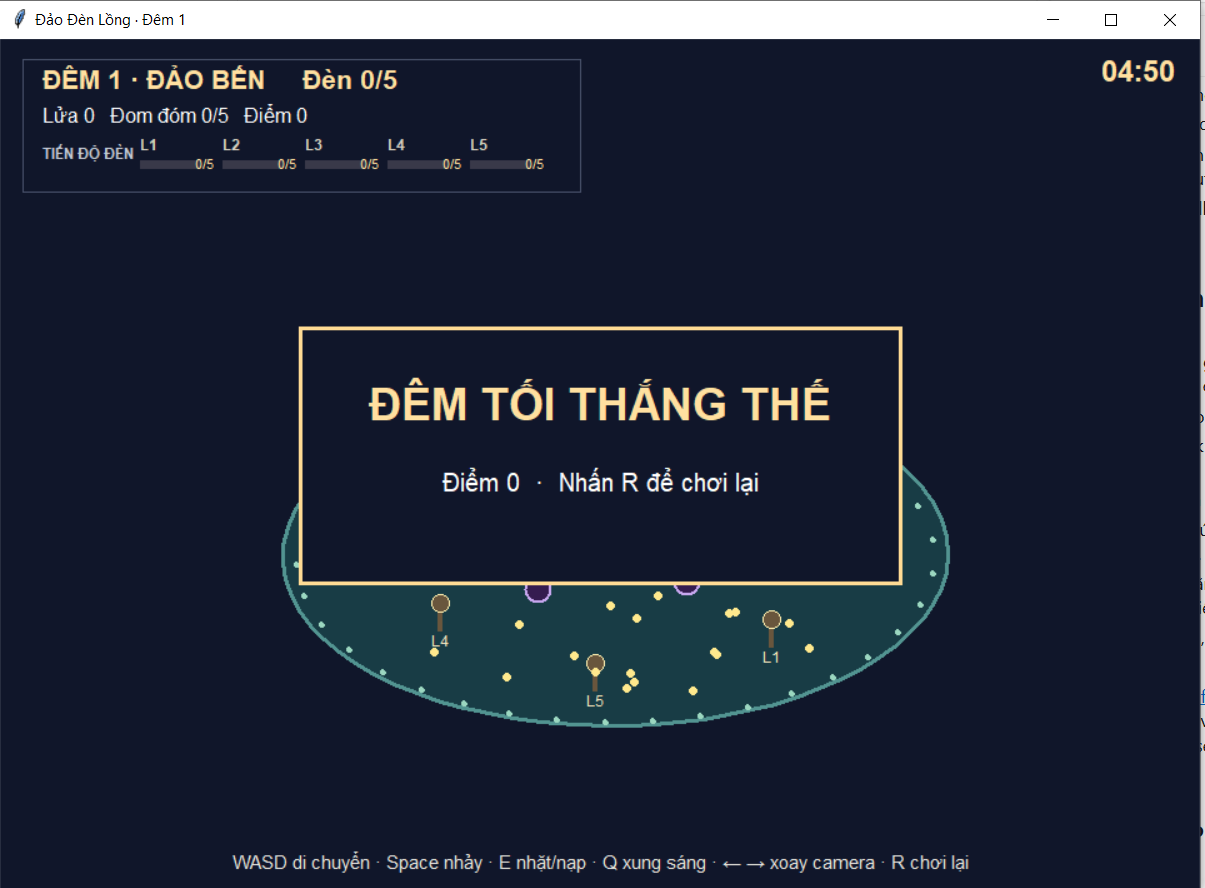 Đảo Đèn Lồng · Đêm 1
ĐÊM 1 · ĐẢO BẾN Đèn 0/5
04:50
Lửa 0 Đom đóm 0/5 Điểm 0
TIẾN ĐỘ ĐÈN L1 0/5 L2 0/5 L3 0/5 L4 0/5 L5 0/5
ĐÊM TỐI THẮNG THẾ
Điểm 0 · Nhấn R để chơi lại
L4
L1
L5
WASD di chuyển · Space nhảy · E nhặt/nạp · Q xung sáng · ← → xoay camera · R chơi lại